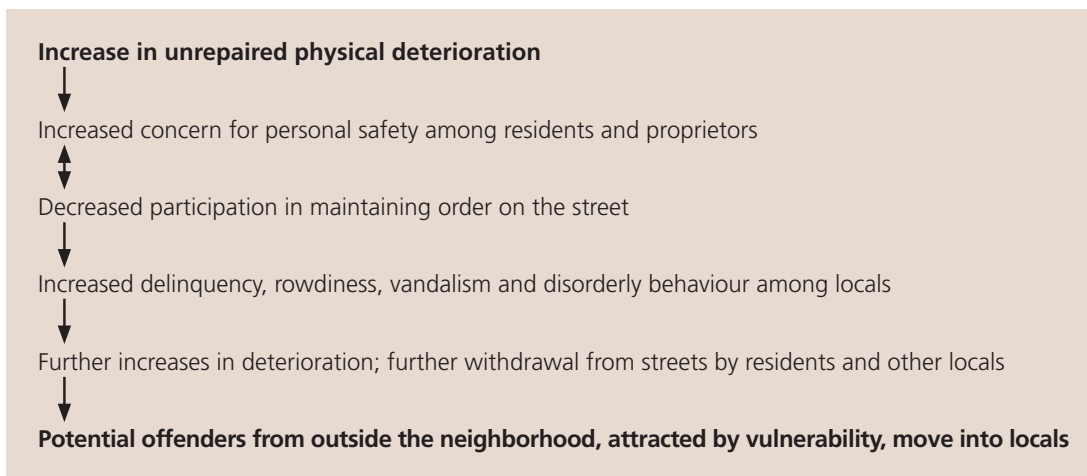 Increase in unrepaired physical deterioration
Increased concern for personal safety among residents and proprietors
Decreased participation in maintaining order on the street
Increased delinquency, rowdiness, vandalism and disorderly behaviour among locals
Further increases in deterioration; further withdrawal from streets by residents and other locals
Potential offenders from outside the neighborhood, attracted by vulnerability, move into locals